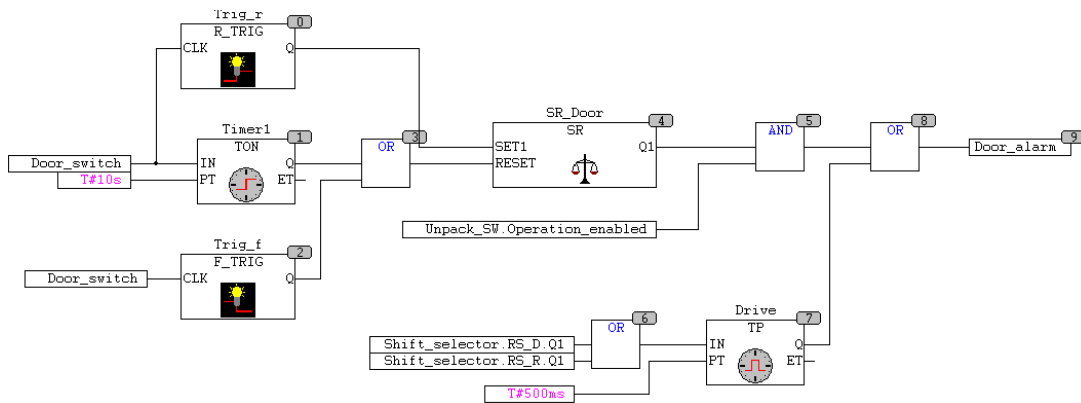 Trig_r
0
R_TRIG
CLK Q
Timer1
1
TON
Door_switch IN Q
T#10s PT ET
3
OR
SR_Door
4
SR
SET1 Q1
RESET
5
AND
8
OR
9
Door_alarm
Unpack_SW.Operation_enabled
Trig_f
2
F_TRIG
Door_switch CLK Q
6
OR
Shift_selector.RS_D.Q1
Shift_selector.RS_R.Q1
Drive
7
TP
IN Q
PT ET
T#500ms